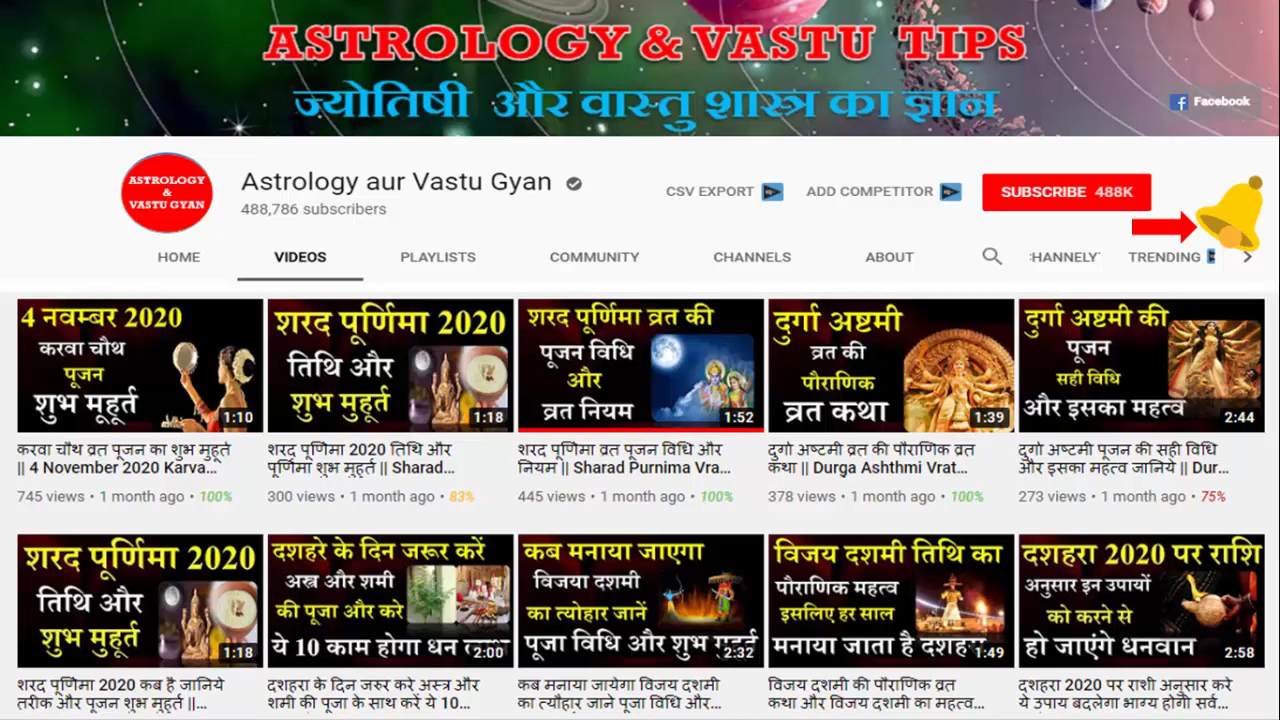 ASTROLOGY & VASTU TIPS
ज्योतिषी और वास्तु शास्त्र का ज्ञान
Facebook
ASTROLOGY
&
VASTU GYAN
Astrology aur Vastu Gyan
488,786 subscribers
CSV EXPORT
ADD COMPETITOR
SUBSCRIBE 488K
HOME
VIDEOS
PLAYLISTS
COMMUNITY
CHANNELS
ABOUT
HANNELY
TRENDING
4 नवम्बर 2020
करवा चौथ
पूजन
शुभ मुहूर्त
1:10
शरद पूर्णिमा 2020
तिथि और
शुभ मुहूर्त
1:18
शरद पूर्णिमा व्रत की
पूजन विधि
और
व्रत नियम
1:52
दुर्गा अष्टमी
व्रत की
पौराणिक
व्रत कथा
1:39
दुर्गा अष्टमी की
पूजन
सही विधि
और इसका महत्व
2:44
करवा चौथ व्रत पूजन का शुभ मुहूर्त
|| 4 November 2020 Karva...
745 views • 1 month ago • 100%
शरद पूर्णिमा 2020 तिथि और
पूर्णिमा शुभ मुहूर्त || Sharad...
300 views • 1 month ago • 83%
शरद पूर्णिमा व्रत पूजन विधि और
नियम || Sharad Purnima Vra...
445 views • 1 month ago • 100%
दुर्गा अष्टमी व्रत की पौराणिक व्रत
कथा || Durga Ashthmi Vrat...
378 views • 1 month ago • 100%
दुर्गा अष्टमी पूजन की सही विधि
और इसका महत्व जानिये || Dur...
273 views • 1 month ago • 75%
शरद पूर्णिमा 2020
तिथि और
शुभ मुहूर्त
1:18
दशहरे के दिन जरूर करें
अस्त्र और शमी
की पूजा और करे
ये 10 काम होगा धन
2:00
कब मनाया जाएगा
विजया दशमी
का त्योहार जानें
पूजा विधि और शुभ मुहूर्त
2:32
विजय दशमी तिथि का
पौराणिक महत्व
इसलिए हर साल
मनाया जाता है दशहरा
1:49
दशहरा 2020 पर राशि
अनुसार इन उपायों
को करने से
हो जाएंगे धनवान
2:58
शरद पूर्णिमा 2020 कब है जानिये
तरीक और पूजन शुभ मुहूर्त ||...
दशहरा के दिन जरुर करे अस्त्र और
शमी की पूजा के साथ करें ये 10...
कब मनाया जायेगा विजय दशमी
का त्यौहार जाने पूजा विधि और...
विजय दशमी की पौराणिक व्रत
कथा और विजय दशमी का महत्व...
दशहरा 2020 पर राशी अनुसार करे
ये उपाय बदलेगा भाग्य होगी सर्व...